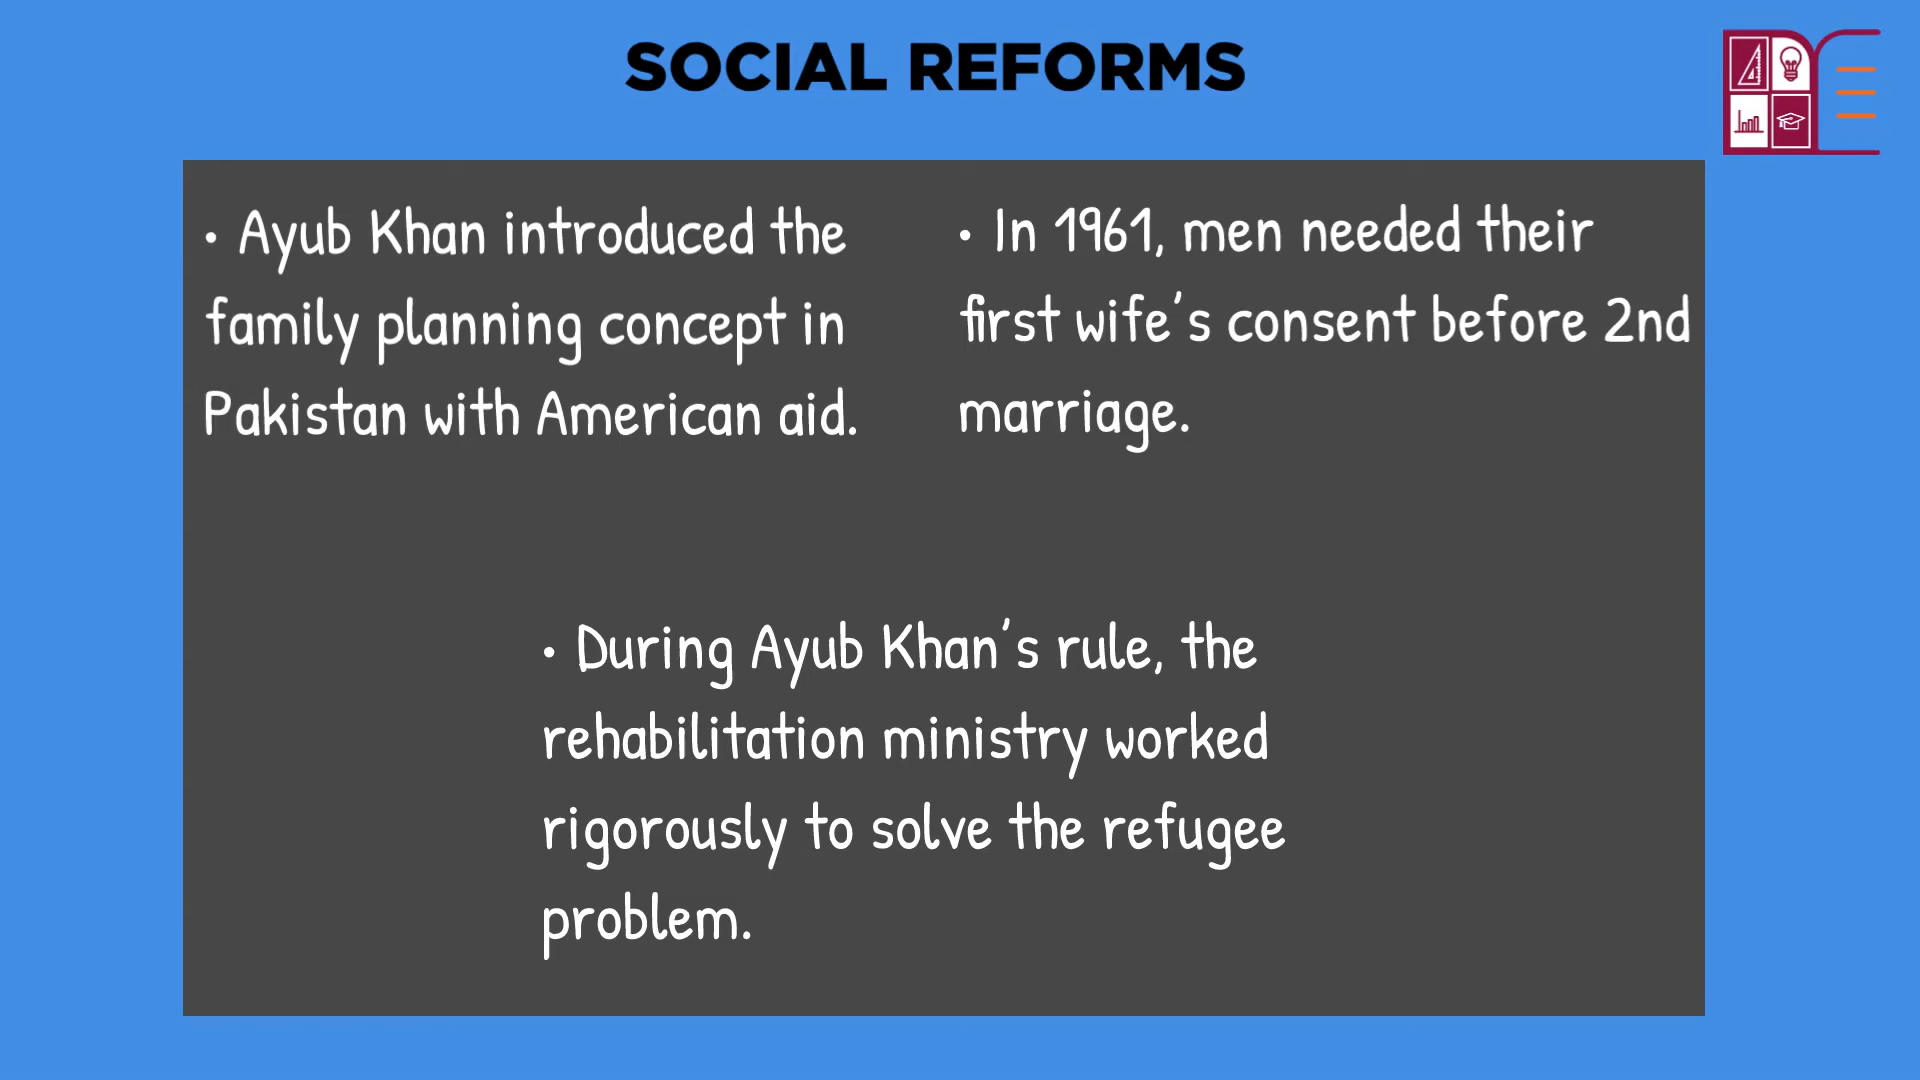 SOCIAL REFORMS
• Ayub Khan introduced the
family planning concept in
Pakistan with American aid.
• In 1961, men needed their
first wife's consent before 2nd
marriage.
• During Ayub Khan's rule, the
rehabilitation ministry worked
rigorously to solve the refugee
problem.